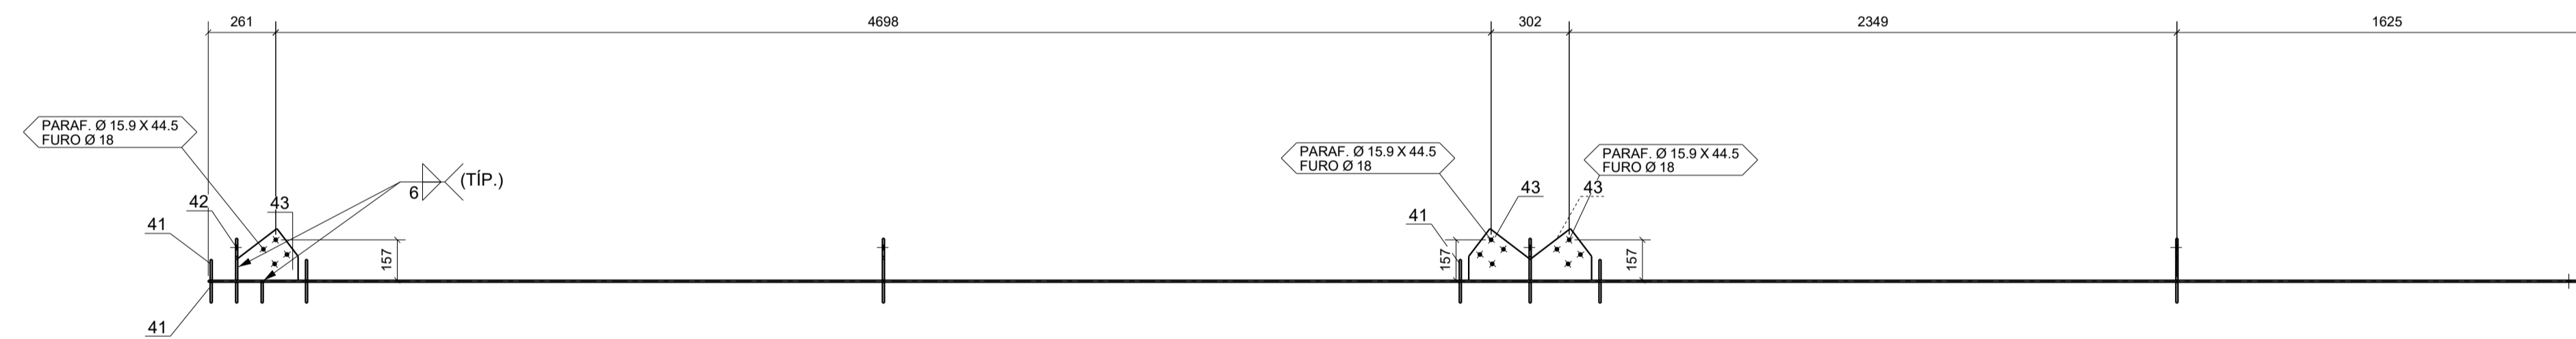 261
4698
302
2349
1625
PARAF. Ø 15.9 X 44.5
FURO Ø 18
PARAF. Ø 15.9 X 44.5
FURO Ø 18
PARAF. Ø 15.9 X 44.5
FURO Ø 18
6
(TÍP.)
42
43
43
43
41
41
157
157
157
41